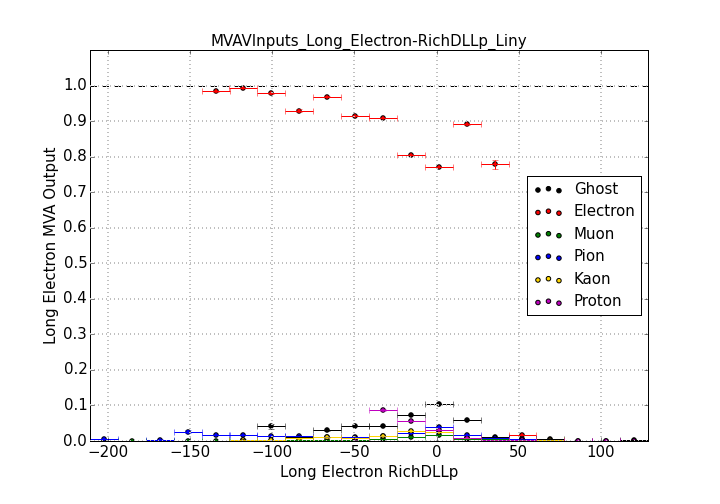 MVAVInputs_Long_Electron-RichDLLp_Liny
1.0
0.9
0.8
0.7
0.6
0.5
0.4
0.3
0.2
0.1
0.0
Long Electron MVA Output
Ghost
Electron
Muon
Pion
Kaon
Proton
−200 −150 −100 −50 0 50 100
Long Electron RichDLLp